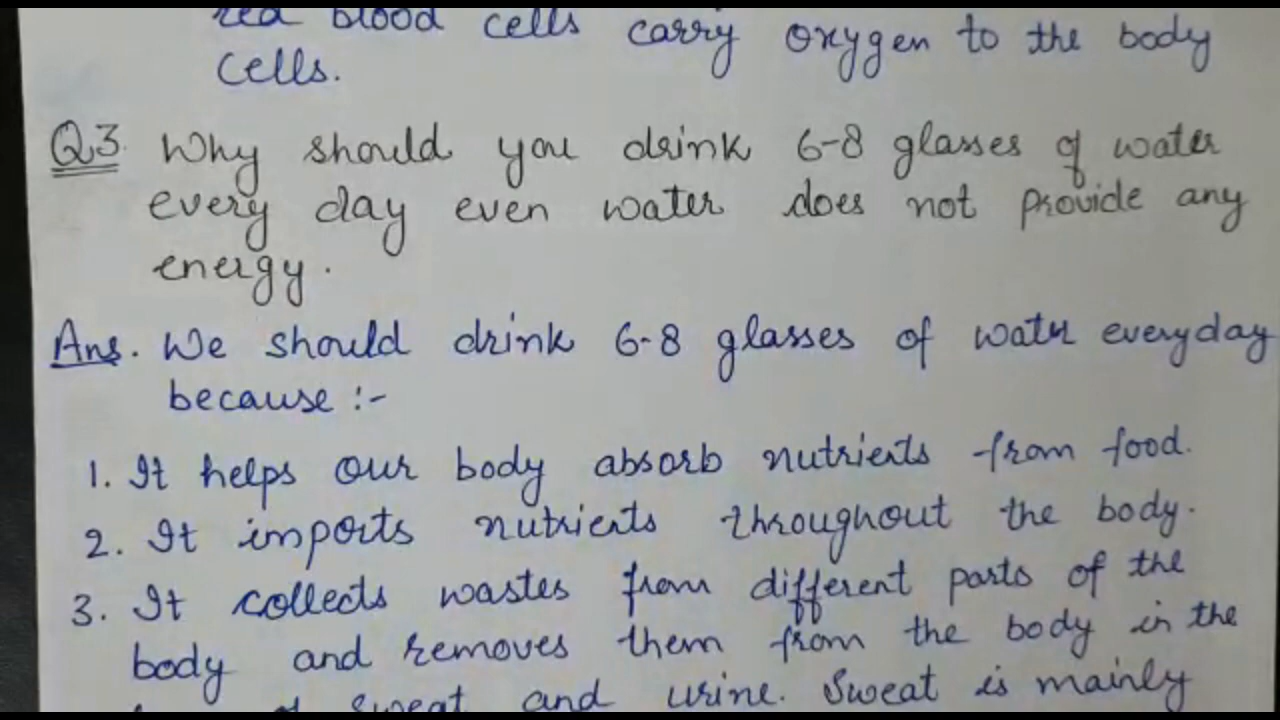 red blood cells carry oxygen to the body
cells.
Q3. Why should you drink 6-8 glasses of water
every day even water does not provide any
energy.
Ans. We should drink 6-8 glasses of water everyday
because :-
1. It helps our body absorb nutrients from food.
2. It imports nutrients throughout the body.
3. It collects wastes from different parts of the
body and removes them from the body in the
of sweat and urine. Sweat is mainly